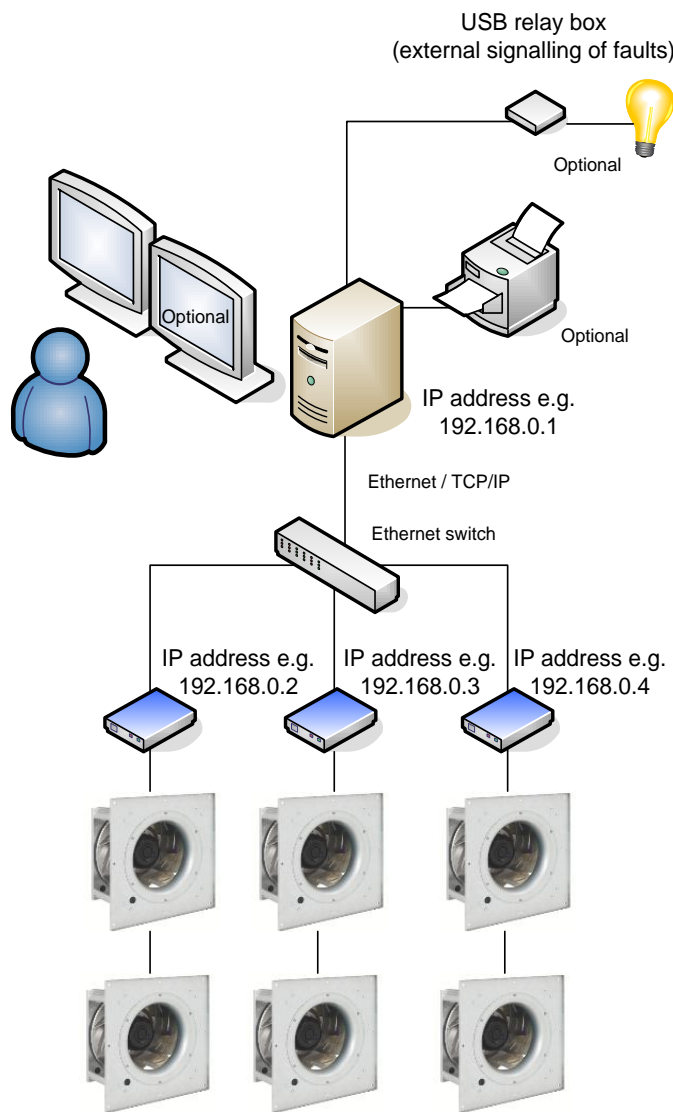 USB relay box
(external signalling of faults)
Optional
Optional
Optional
IP address e.g.
192.168.0.1
Ethernet / TCP/IP
Ethernet switch
IP address e.g.
192.168.0.2
IP address e.g.
192.168.0.3
IP address e.g.
192.168.0.4